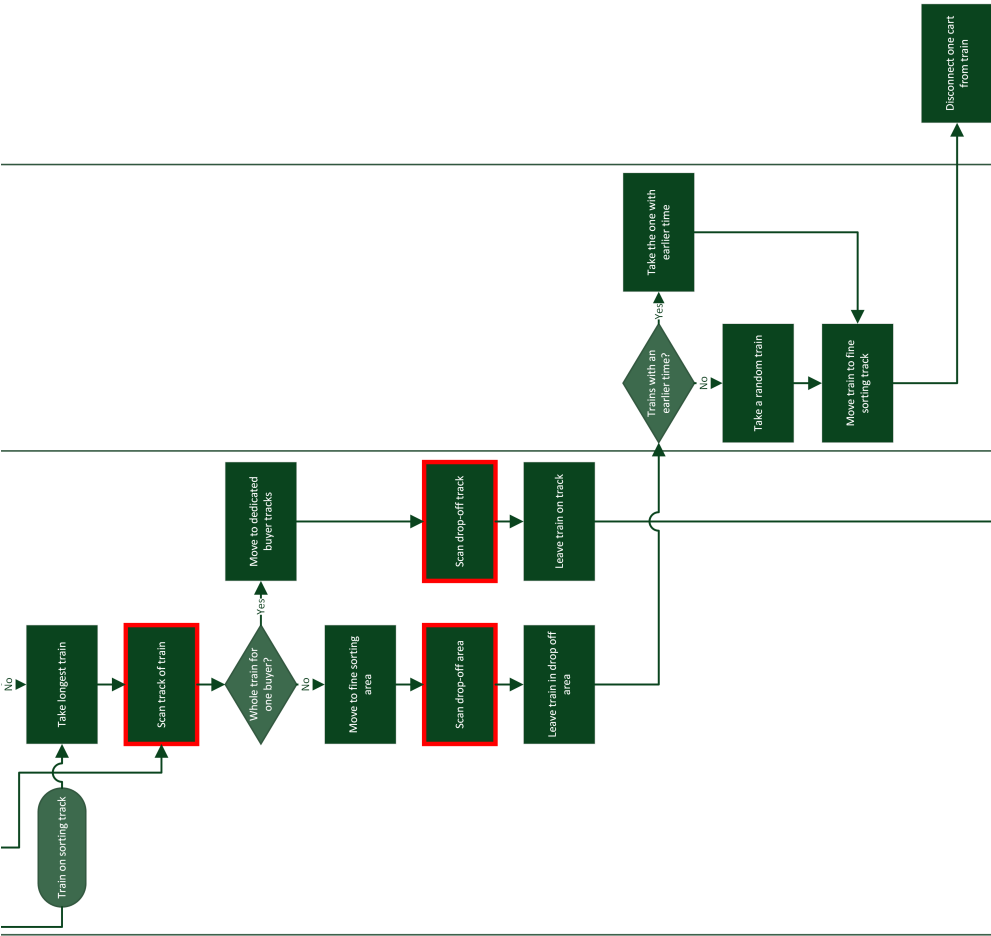 Disconnect one cart
from train
Take the one with
earlier time
Yes
Trains with an
earlier time?
No
Take a random train
Move train to fine
sorting track
Move to dedicated
buyer tracks
Scan drop-off track
Leave train on track
Yes
No
Take longest train
Scan track of train
Whole train for
one buyer?
No
Move to fine sorting
area
Scan drop-off area
Leave train in drop off
area
Train on sorting track